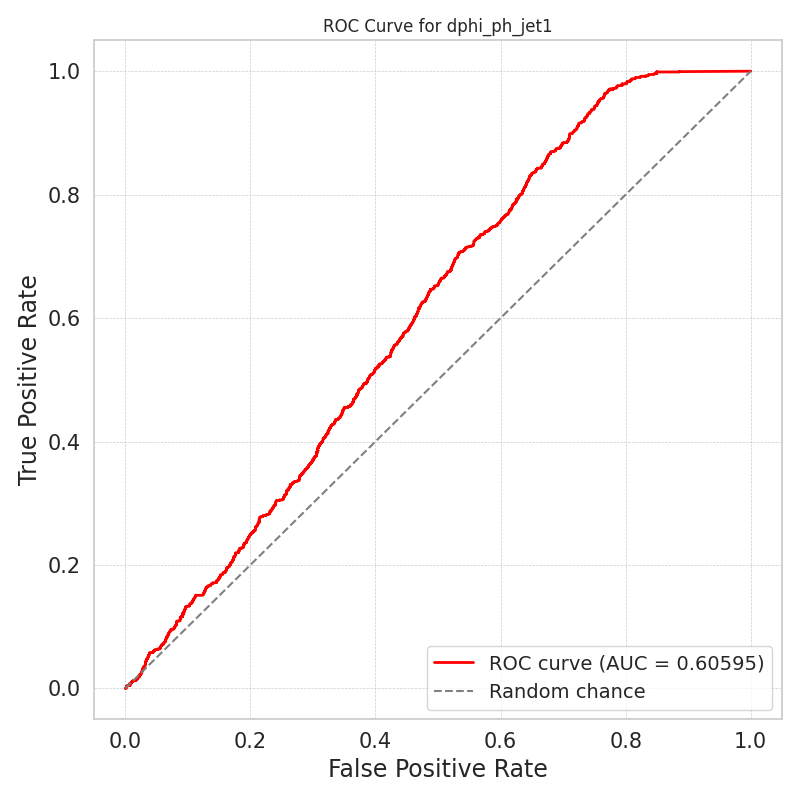 ROC Curve for dphi_ph_jet1
True Positive Rate
1.0
0.8
0.6
0.4
0.2
0.0
ROC curve (AUC = 0.60595)
Random chance
0.0 0.2 0.4 0.6 0.8 1.0
False Positive Rate